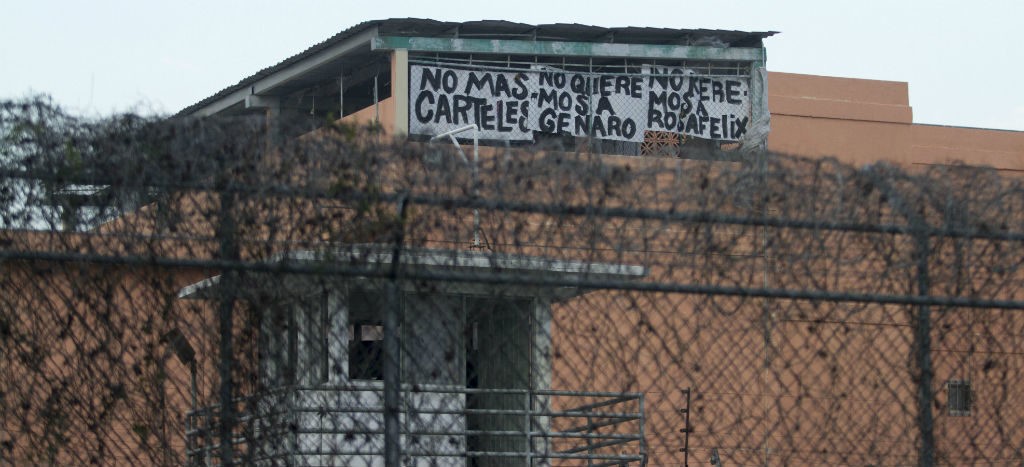 NO MAS NO QUERE NO KERE-
CARTELES -MOS A MOS A
GENARO ROSAFELIX